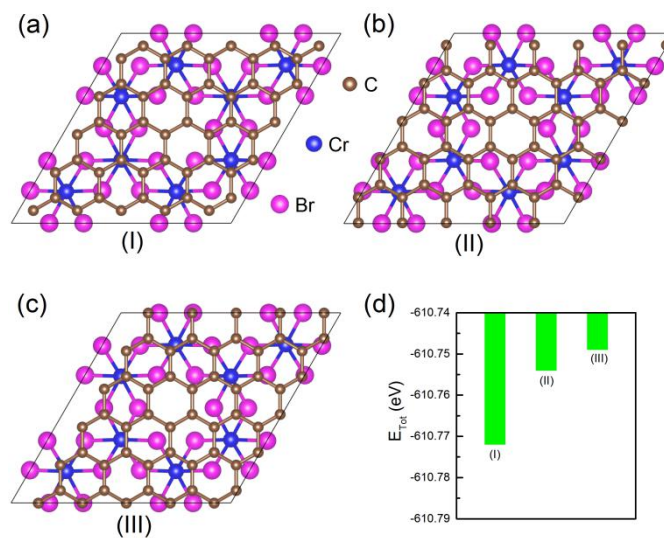 (a)
(b)
C
Cr
Br
(I)
(II)
(c)
(d)
-610.74
-610.75
-610.76
-610.77
-610.78
-610.79
E_Tot (eV)
(I)
(II)
(III)
(III)